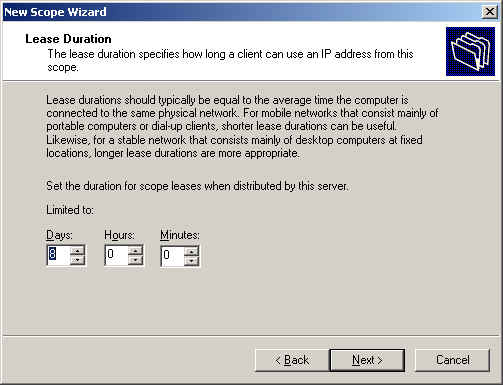 New Scope Wizard
Lease Duration
The lease duration specifies how long a client can use an IP address from this
scope.
Lease durations should typically be equal to the average time the computer is
connected to the same physical network. For mobile networks that consist mainly of
portable computers or dial-up clients, shorter lease durations can be useful.
Likewise, for a stable network that consists mainly of desktop computers at fixed
locations, longer lease durations are more appropriate.
Set the duration for scope leases when distributed by this server.
Limited to:
Days: Hours: Minutes:
8 0 0
< Back Next > Cancel